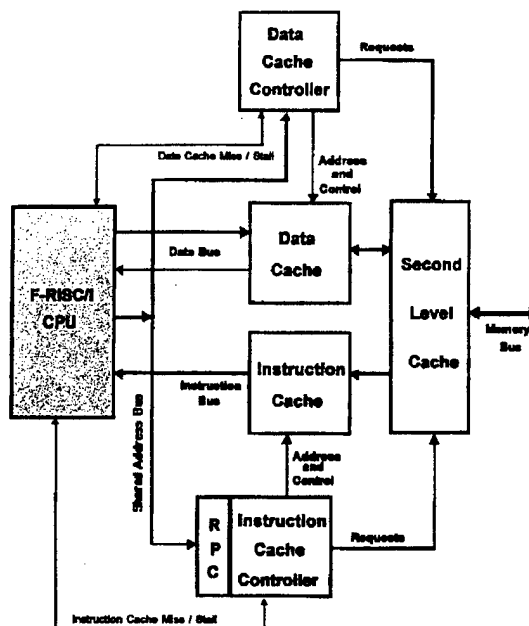 Data
Cache
Controller
Requests
Data Cache Miss / Stall
Address
and
Control
Data
Cache
Data Bus
F-RISC/I
CPU
Second
Level
Cache
Memory
Bus
Instruction
Cache
Instruction
Bus
Shared Address Bus
Address
and
Control
R
P
C
Instruction
Cache
Controller
Requests
Instruction Cache Miss / Stall